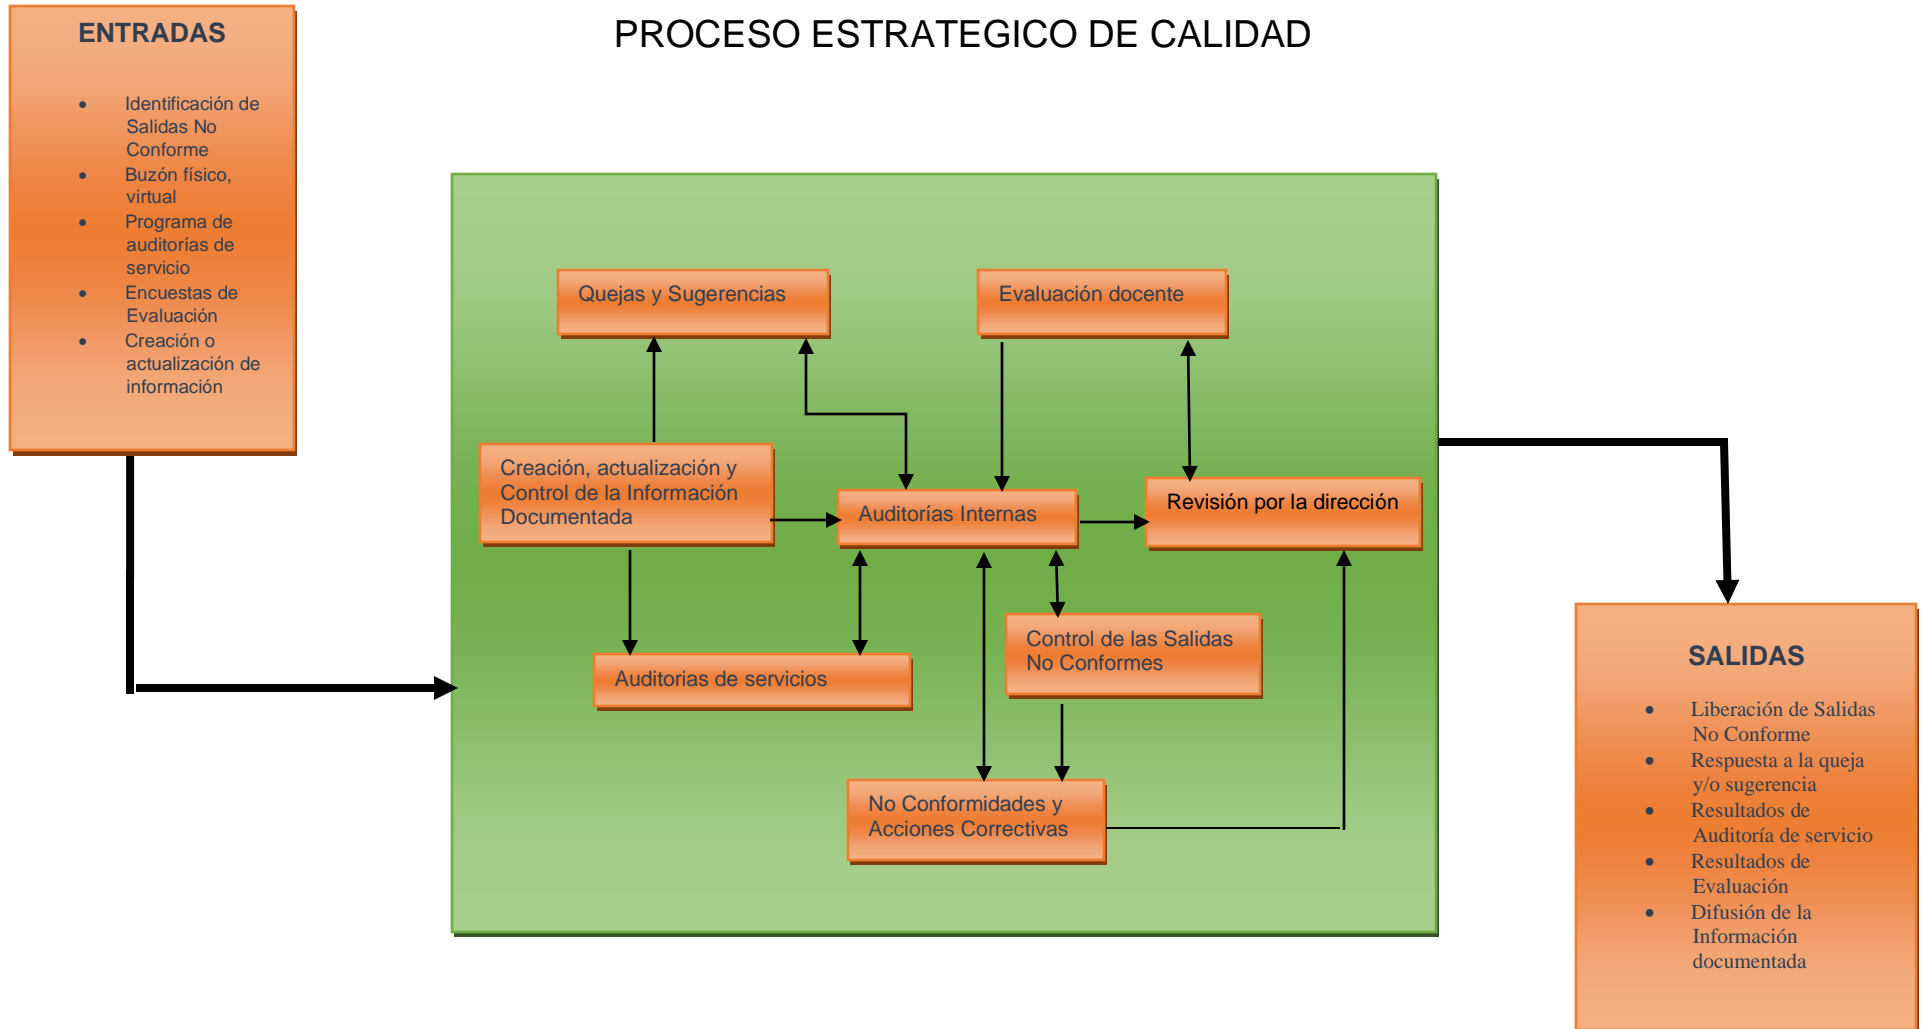 PROCESO ESTRATEGICO DE CALIDAD
ENTRADAS
• Identificación de
Salidas No
Conforme
• Buzón físico,
virtual
• Programa de
auditorías de
servicio
• Encuestas de
Evaluación
• Creación o
actualización de
información
Quejas y Sugerencias
Evaluación docente
Creación, actualización y
Control de la Información
Documentada
Auditorías Internas
Revisión por la dirección
Auditorias de servicios
Control de las Salidas
No Conformes
No Conformidades y
Acciones Correctivas
SALIDAS
• Liberación de Salidas
No Conforme
• Respuesta a la queja
y/o sugerencia
• Resultados de
Auditoría de servicio
• Resultados de
Evaluación
• Difusión de la
Información
documentada